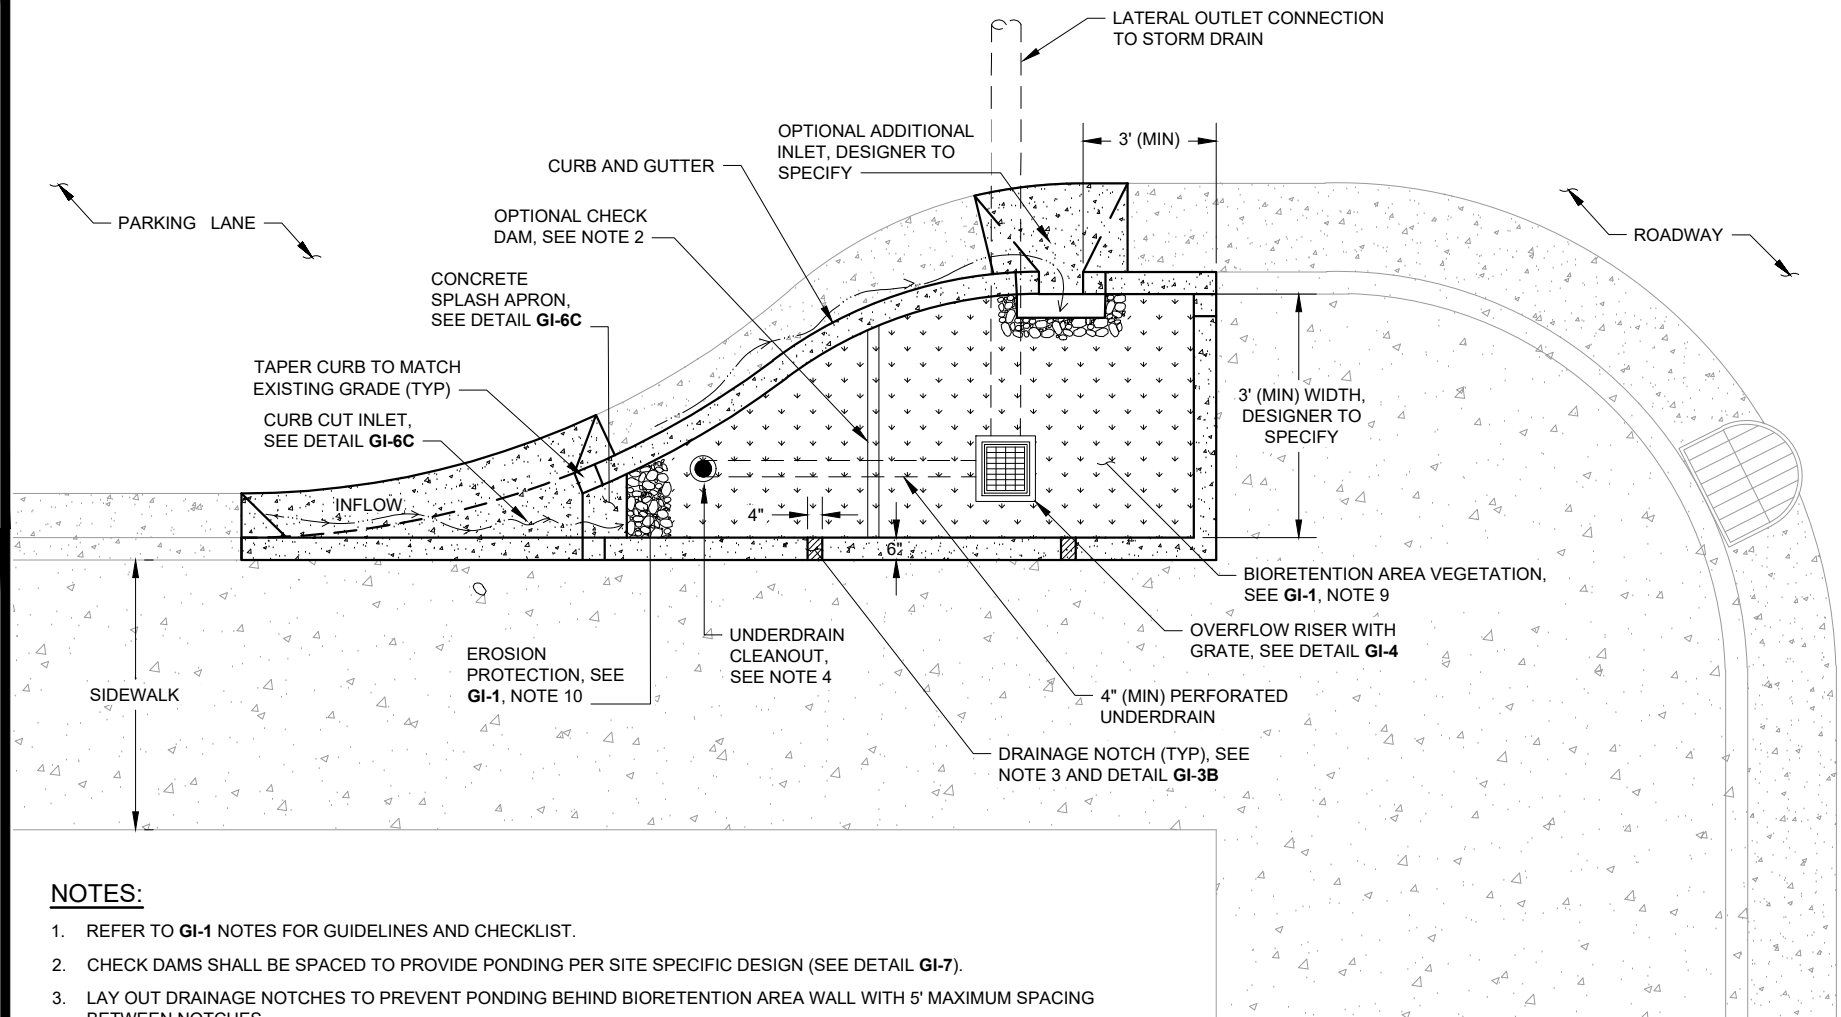 LATERAL OUTLET CONNECTION
TO STORM DRAIN
OPTIONAL ADDITIONAL
INLET, DESIGNER TO
SPECIFY
3' (MIN)
CURB AND GUTTER
PARKING LANE
OPTIONAL CHECK
DAM, SEE NOTE 2
ROADWAY
CONCRETE
SPLASH APRON,
SEE DETAIL GI-6C
TAPER CURB TO MATCH
EXISTING GRADE (TYP)
CURB CUT INLET,
SEE DETAIL GI-6C
3' (MIN) WIDTH,
DESIGNER TO
SPECIFY
INFLOW
4"
6"
BIORETENTION AREA VEGETATION,
SEE GI-1, NOTE 9
OVERFLOW RISER WITH
GRATE, SEE DETAIL GI-4
UNDERDRAIN
CLEANOUT,
SEE NOTE 4
EROSION
PROTECTION, SEE
GI-1, NOTE 10
SIDEWALK
4" (MIN) PERFORATED
UNDERDRAIN
DRAINAGE NOTCH (TYP), SEE
NOTE 3 AND DETAIL GI-3B
NOTES:
1. REFER TO GI-1 NOTES FOR GUIDELINES AND CHECKLIST.
2. CHECK DAMS SHALL BE SPACED TO PROVIDE PONDING PER SITE SPECIFIC DESIGN (SEE DETAIL GI-7).
3. LAY OUT DRAINAGE NOTCHES TO PREVENT PONDING BEHIND BIORETENTION AREA WALL WITH 5' MAXIMUM SPACING
BETWEEN NOTCHES